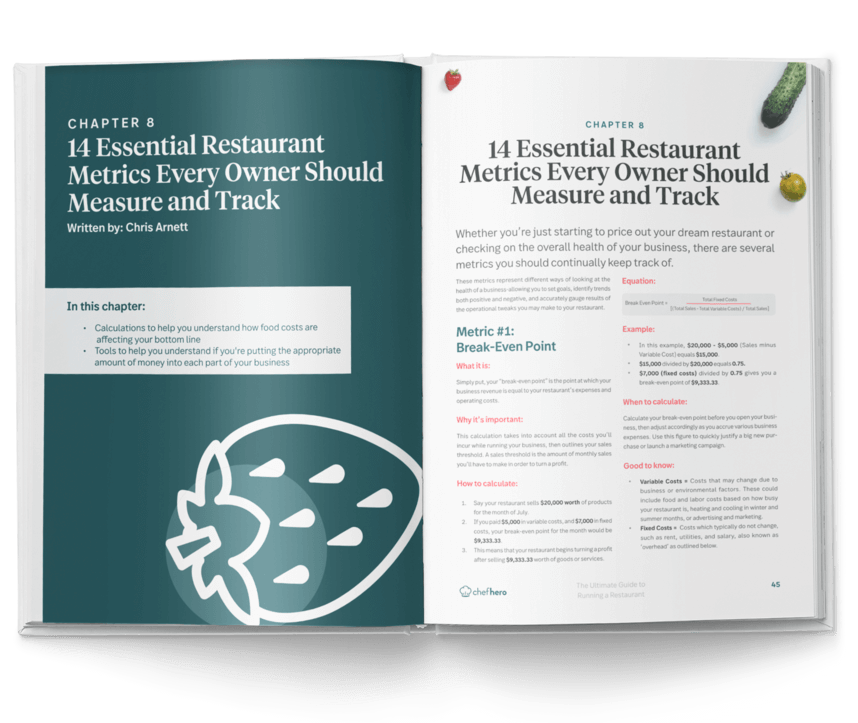 CHAPTER 8
14 Essential Restaurant
Metrics Every Owner Should
Measure and Track
Written by: Chris Arnett
In this chapter:
• Calculations to help you understand how food costs are
affecting your bottom line
• Tools to help you understand if you're putting the appropriate
amount of money into each part of your business
CHAPTER 8
14 Essential Restaurant
Metrics Every Owner Should
Measure and Track
Whether you're just starting to price out your dream restaurant or
checking on the overall health of your business, there are several
metrics you should continually keep track of.
These metrics represent different ways of looking at the
health of a business-allowing you to set goals, identify trends
both positive and negative, and accurately gauge results of
the operational tweaks you may make to your restaurant.
Metric #1:
Break-Even Point
What it is:
Simply put, your "break-even point" is the point at which your
business revenue is equal to your restaurant's expenses and
operating costs.
Why it's important:
This calculation takes into account all the costs you'll
incur while running your business, then outlines your sales
threshold. A sales threshold is the amount of monthly sales
you'll have to make in order to turn a profit.
How to calculate:
1. Say your restaurant sells $20,000 worth of products
for the month of July.
2. If you paid $5,000 in variable costs, and $7,000 in fixed
costs, your break-even point for the month would be
$9,333.33.
3. This means that your restaurant begins turning a profit
after selling $9,333.33 worth of goods or services.
Equation:
Break Even Point =
Total Fixed Costs
[(Total Sales - Total Variable Costs) / Total Sales]
Example:
• In this example, $20,000 - $5,000 (Sales minus
Variable Cost) equals $15,000.
• $15,000 divided by $20,000 equals 0.75.
• $7,000 (fixed costs) divided by 0.75 gives you a
break-even point of $9,333.33.
When to calculate:
Calculate your break-even point before you open your busi-
ness, then adjust accordingly as you accrue various business
expenses. Use this figure to quickly justify a big new pur-
chase or launch a marketing campaign.
Good to know:
• Variable Costs = Costs that may change due to
business or environmental factors. These could
include food and labor costs based on how busy
your restaurant is, heating and cooling in winter and
summer months, or advertising and marketing.
• Fixed Costs = Costs which typically do not change,
such as rent, utilities, and salary, also known as
'overhead' as outlined below.
chefhero
The Ultimate Guide to
Running a Restaurant
45